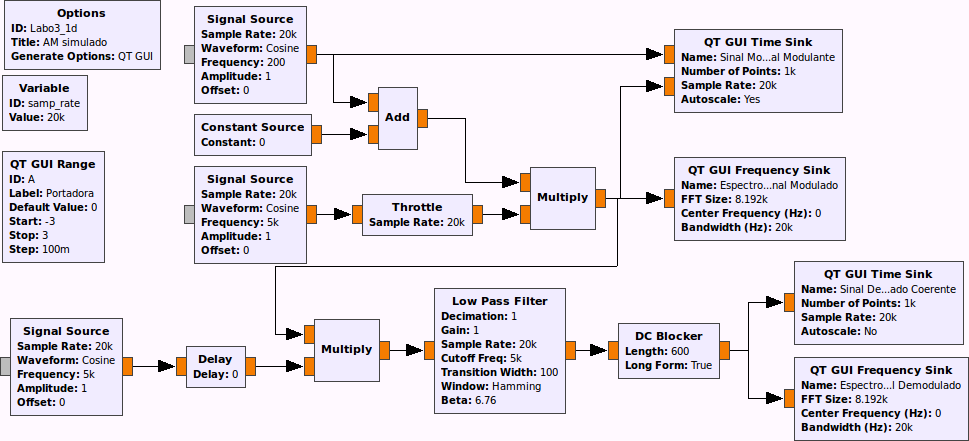 Options
ID: Labo3_1d
Title: AM simulado
Generate Options: QT GUI
Variable
ID: samp_rate
Value: 20k
QT GUI Range
ID: A
Label: Portadora
Default Value: 0
Start: -3
Stop: 3
Step: 100m
Signal Source
Sample Rate: 20k
Waveform: Cosine
Frequency: 200
Amplitude: 1
Offset: 0
Constant Source
Constant: 0
Add
Signal Source
Sample Rate: 20k
Waveform: Cosine
Frequency: 5k
Amplitude: 1
Offset: 0
Throttle
Sample Rate: 20k
Multiply
QT GUI Time Sink
Name: Sinal Mo...al Modulante
Number of Points: 1k
Sample Rate: 20k
Autoscale: Yes
QT GUI Frequency Sink
Name: Espectro...nal Modulado
FFT Size: 8.192k
Center Frequency (Hz): 0
Bandwidth (Hz): 20k
Signal Source
Sample Rate: 20k
Waveform: Cosine
Frequency: 5k
Amplitude: 1
Offset: 0
Delay
Delay: 0
Multiply
Low Pass Filter
Decimation: 1
Gain: 1
Sample Rate: 20k
Cutoff Freq: 5k
Transition Width: 100
Window: Hamming
Beta: 6.76
DC Blocker
Length: 600
Long Form: True
QT GUI Time Sink
Name: Sinal De...ado Coerente
Number of Points: 1k
Sample Rate: 20k
Autoscale: No
QT GUI Frequency Sink
Name: Espectro...l Demodulado
FFT Size: 8.192k
Center Frequency (Hz): 0
Bandwidth (Hz): 20k